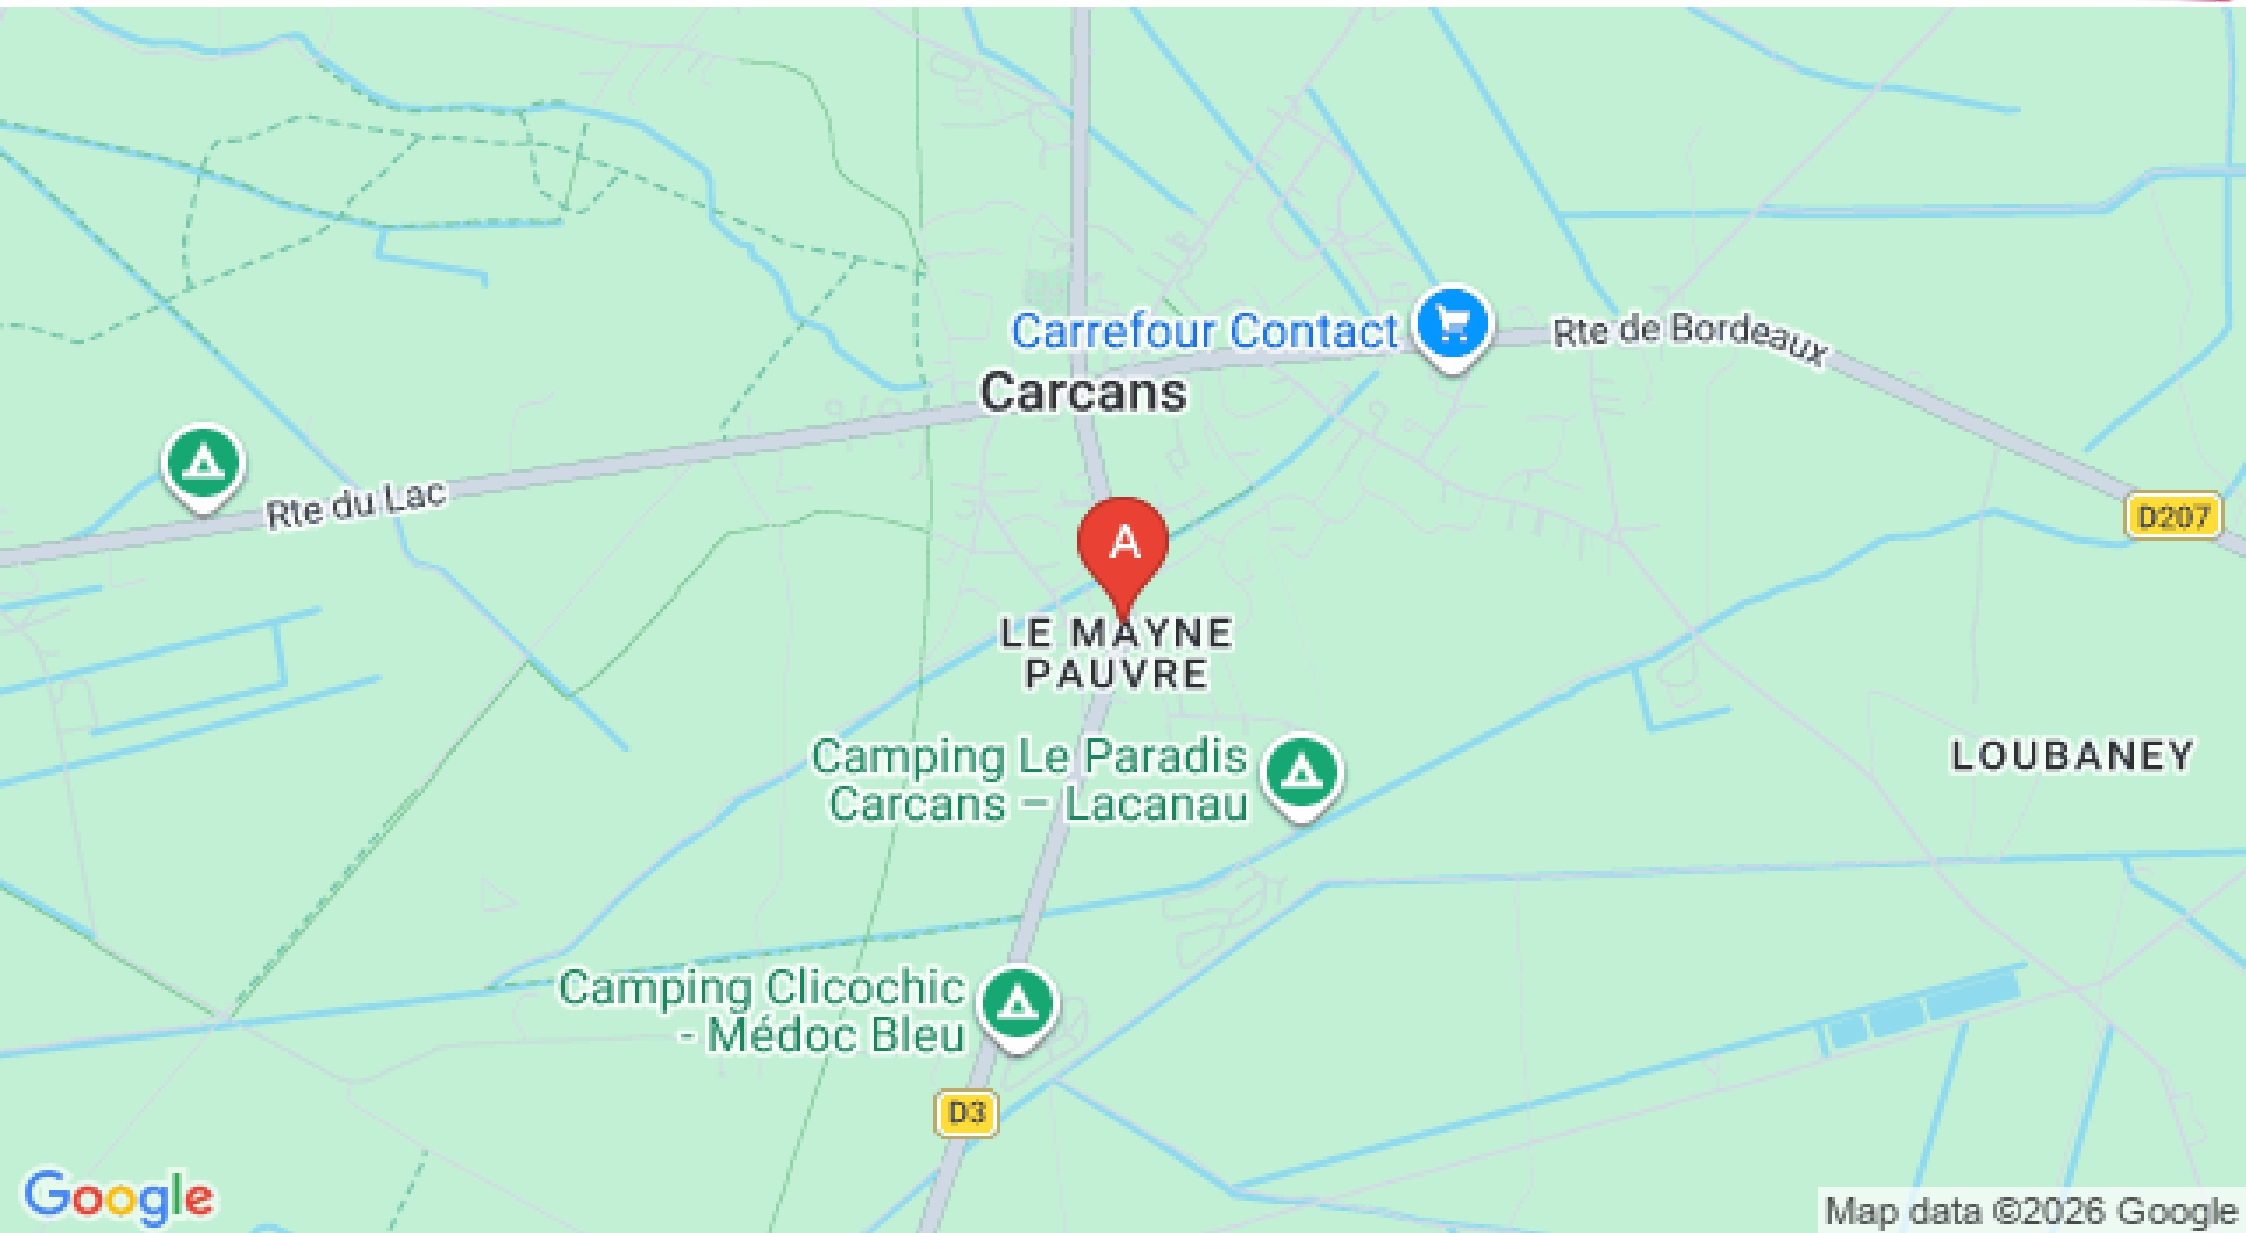 Carrefour Contact
Rte de Bordeaux
Carcans
Rte du Lac
D207
A
LE MAYNE
PAUVRE
Camping Le Paradis
Carcans – Lacanau
LOUBANEY
Camping Clicochic
- Médoc Bleu
D3
Google
Map data ©2026 Google